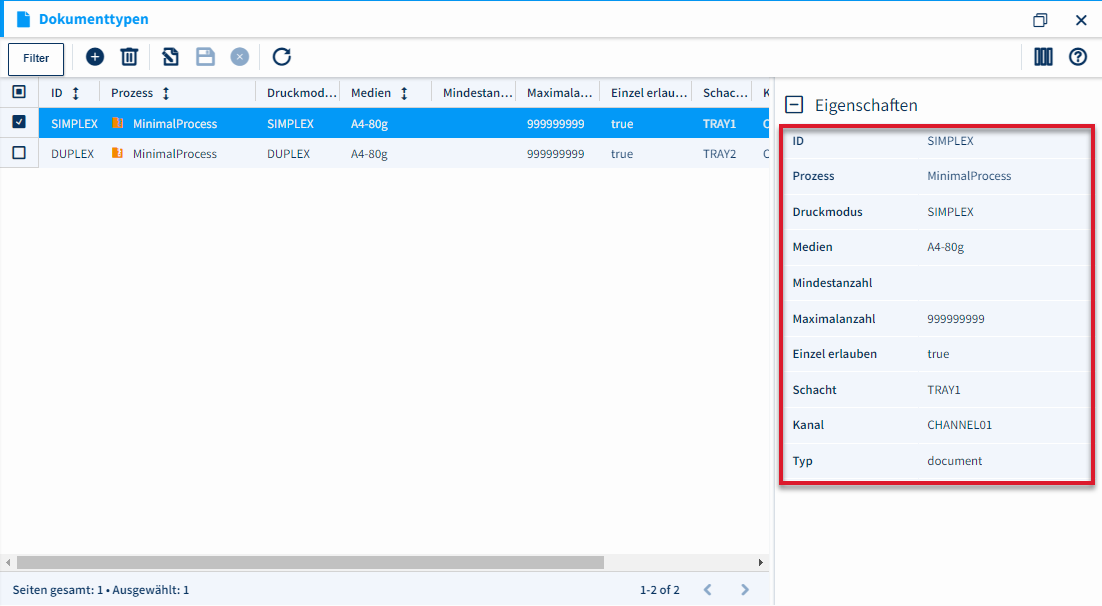 Dokumenttypen
Filter
ID Prozess Druckmod... Medien Mindestan... Maximala... Einzel erlau... Schac... K
SIMPLEX MinimalProcess SIMPLEX A4-80g 999999999 true TRAY1 C
DUPLEX MinimalProcess DUPLEX A4-80g 999999999 true TRAY2 C
Seiten gesamt: 1 • Ausgewählt: 1 1-2 of 2
Eigenschaften
ID SIMPLEX
Prozess MinimalProcess
Druckmodus SIMPLEX
Medien A4-80g
Mindestanzahl
Maximalanzahl 999999999
Einzel erlauben true
Schacht TRAY1
Kanal CHANNEL01
Typ document